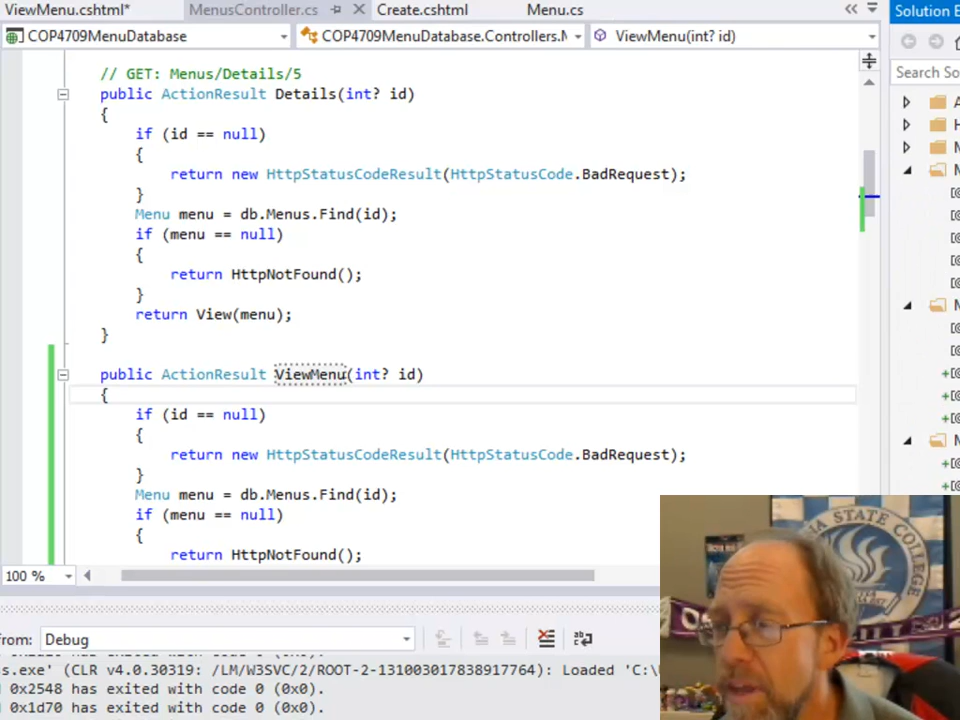 ViewMenu.cshtml*
MenusController.cs
Create.cshtml
Menu.cs
Solution E
COP4709MenuDatabase
COP4709MenuDatabase.Controllers.M
ViewMenu(int? id)
Search So
// GET: Menus/Details/5
public ActionResult Details(int? id)
{
if (id == null)
{
return new HttpStatusCodeResult(HttpStatusCode.BadRequest);
}
Menu menu = db.Menus.Find(id);
if (menu == null)
{
return HttpNotFound();
}
return View(menu);
}
public ActionResult ViewMenu(int? id)
{
if (id == null)
{
return new HttpStatusCodeResult(HttpStatusCode.BadRequest);
}
Menu menu = db.Menus.Find(id);
if (menu == null)
{
return HttpNotFound();
100 %
from: Debug
s.exe' (CLR v4.0.30319: /LM/W3SVC/2/ROOT-2-131003017838917764): Loaded 'C:\
0x2548 has exited with code 0 (0x0).
0x1d70 has exited with code 0 (0x0).
STATE COLLEGE